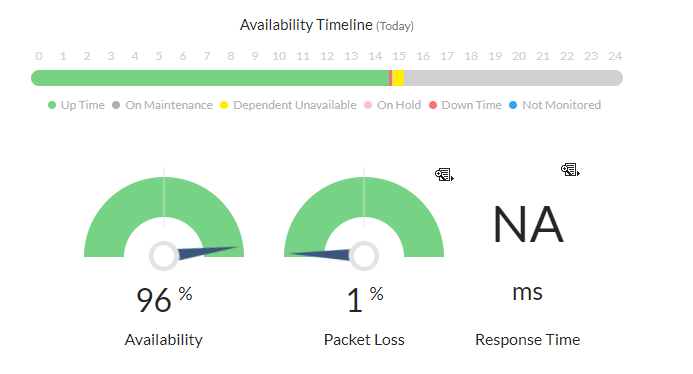 Availability Timeline (Today)
0 1 2 3 4 5 6 7 8 9 10 11 12 13 14 15 16 17 18 19 20 21 22 23 24
Up Time On Maintenance Dependent Unavailable On Hold Down Time Not Monitored
96 % 1 % NA ms
Availability Packet Loss Response Time